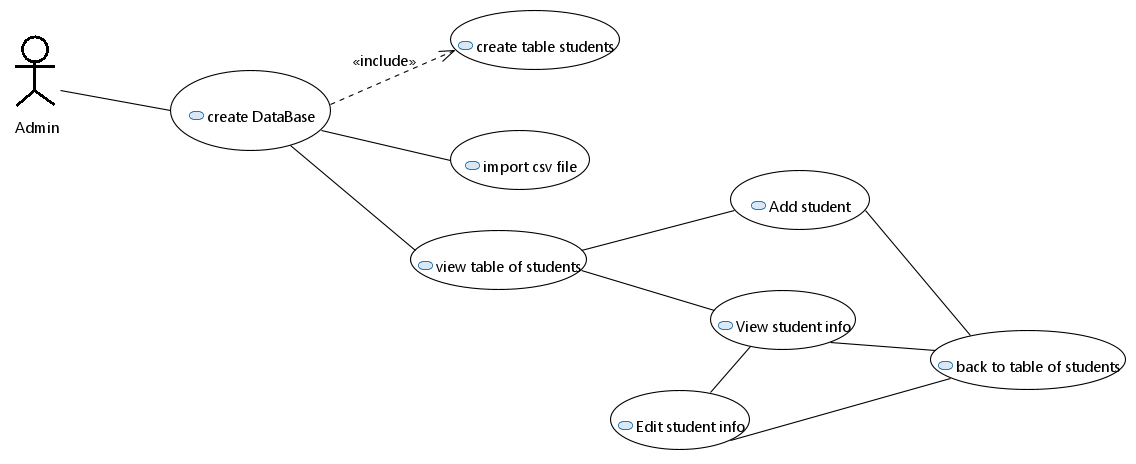 create table students
«include»
Admin
create DataBase
import csv file
Add student
view table of students
View student info
back to table of students
Edit student info